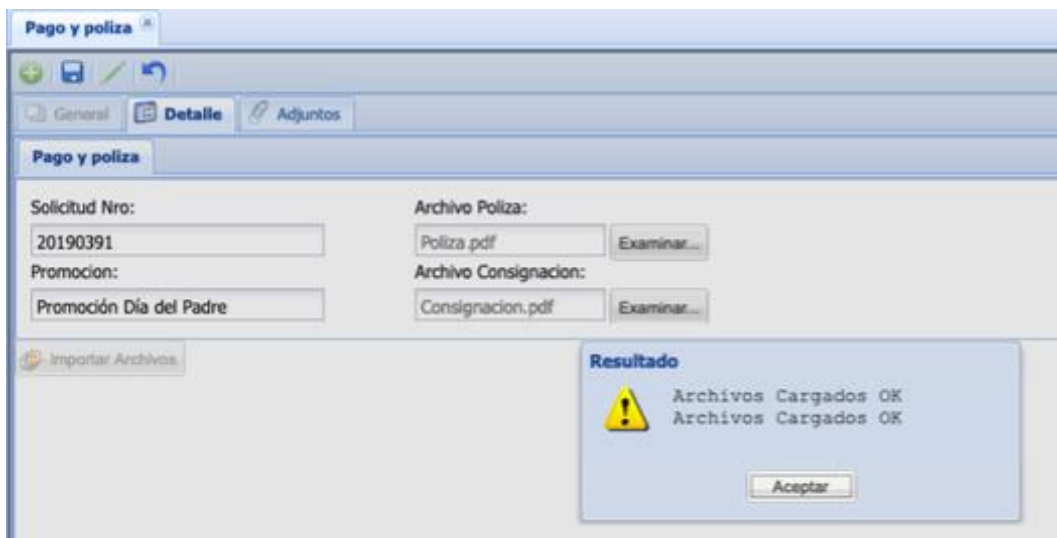 Pago y poliza
General Detalle Adjuntos
Pago y poliza
Solicitud Nro:
20190391
Promocion:
Promoción Día del Padre
Archivo Poliza:
Poliza.pdf Examinar...
Archivo Consignacion:
Consignacion.pdf Examinar...
Importar Archivos
Resultado
Archivos Cargados OK
Archivos Cargados OK
Aceptar